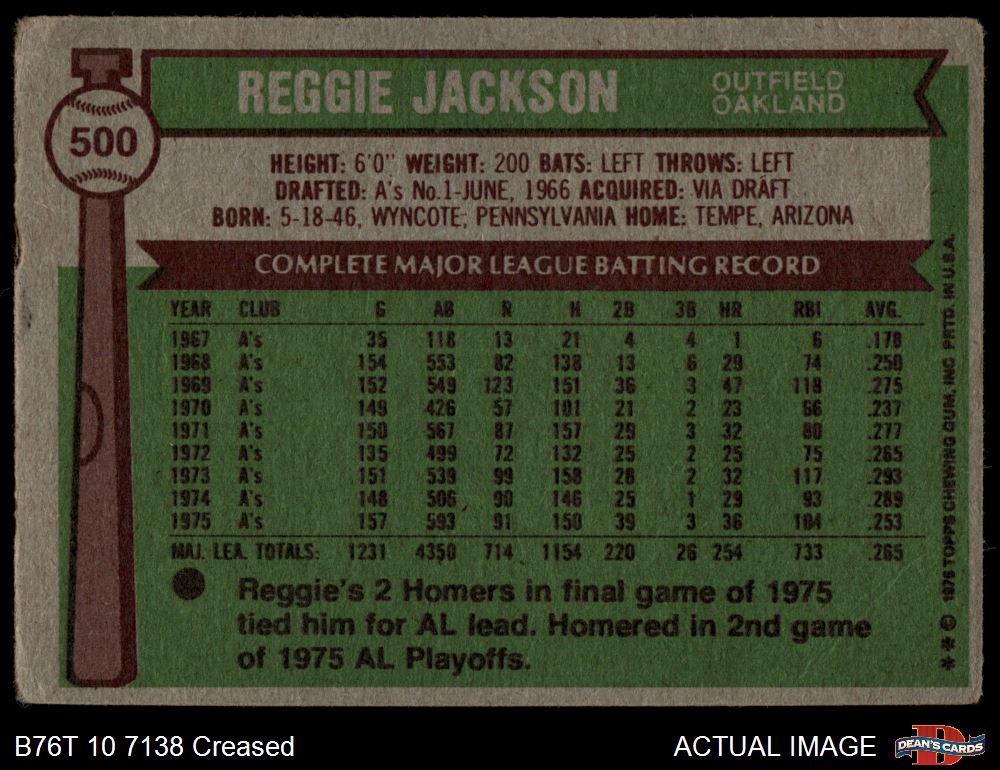 500
REGGIE JACKSON
OUTFIELD
OAKLAND
HEIGHT: 6'0" WEIGHT: 200 BATS: LEFT THROWS: LEFT
DRAFTED: A's No.1-JUNE, 1966 ACQUIRED: VIA DRAFT
BORN: 5-18-46, WYNCOTE, PENNSYLVANIA HOME: TEMPE, ARIZONA
COMPLETE MAJOR LEAGUE BATTING RECORD
YEAR CLUB G AB R H 2B 3B HR RBI AVG.
1967 A's 35 118 13 21 4 4 1 6 .178
1968 A's 154 553 82 138 13 6 29 74 .250
1969 A's 152 549 123 151 36 3 47 118 .275
1970 A's 149 426 57 101 21 2 23 66 .237
1971 A's 150 567 87 157 29 3 32 80 .277
1972 A's 135 499 72 132 25 2 25 75 .265
1973 A's 151 539 99 158 28 2 32 117 .293
1974 A's 148 506 90 146 25 1 29 93 .289
1975 A's 157 593 91 150 39 3 36 104 .253
MAJ. LEA. TOTALS: 1231 4350 714 1154 220 26 254 733 .265
Reggie's 2 Homers in final game of 1975
tied him for AL lead. Homered in 2nd game
of 1975 AL Playoffs.
** © 1976 TOPPS CHEWING GUM, INC. PRTD. IN U.S.A.
B76T 10 7138 Creased
ACTUAL IMAGE
DEAN'S CARDS